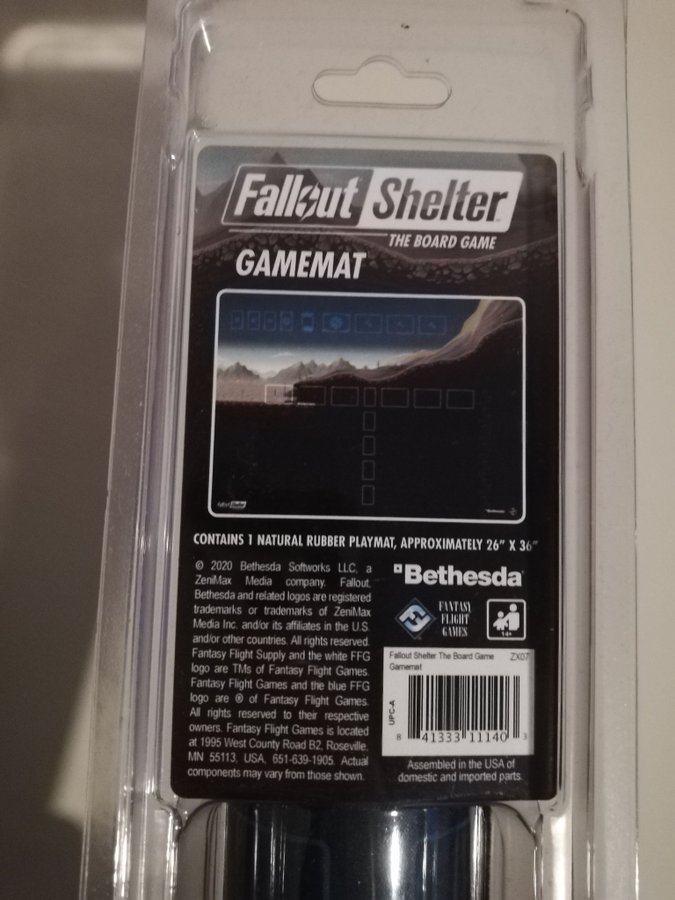 Fallout Shelter
THE BOARD GAME
GAMEMAT
Fallout Shelter
Bethesda
CONTAINS 1 NATURAL RUBBER PLAYMAT, APPROXIMATELY 26" X 36"
© 2020 Bethesda Softworks LLC, a
ZeniMax Media company. Fallout,
Bethesda and related logos are registered
trademarks or trademarks of ZeniMax
Media Inc. and/or its affiliates in the U.S.
and/or other countries. All rights reserved.
Fantasy Flight Supply and the white FFG
logo are TMs of Fantasy Flight Games.
Fantasy Flight Games and the blue FFG
logo are ® of Fantasy Flight Games.
All rights reserved to their respective
owners. Fantasy Flight Games is located
at 1995 West County Road B2, Roseville,
MN 55113, USA, 651-639-1905. Actual
components may vary from those shown.
Bethesda
FANTASY
FLIGHT
GAMES
14+
Fallout Shelter The Board Game ZX07
Gamemat
UPC-A
8 41333 11140 3
Assembled in the USA of
domestic and imported parts.